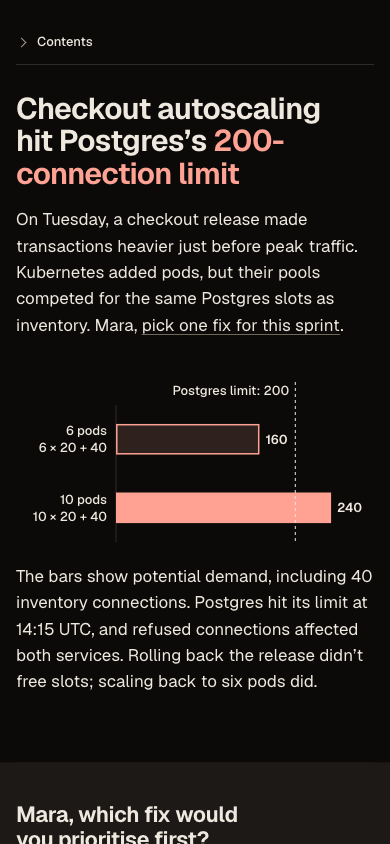 Contents
Checkout autoscaling
hit Postgres’s 200-
connection limit
On Tuesday, a checkout release made
transactions heavier just before peak traffic.
Kubernetes added pods, but their pools
competed for the same Postgres slots as
inventory. Mara, pick one fix for this sprint.
Postgres limit: 200
6 pods
6 × 20 + 40
160
10 pods
10 × 20 + 40
240
The bars show potential demand, including 40
inventory connections. Postgres hit its limit at
14:15 UTC, and refused connections affected
both services. Rolling back the release didn’t
free slots; scaling back to six pods did.
Mara, which fix would
you prioritise first?